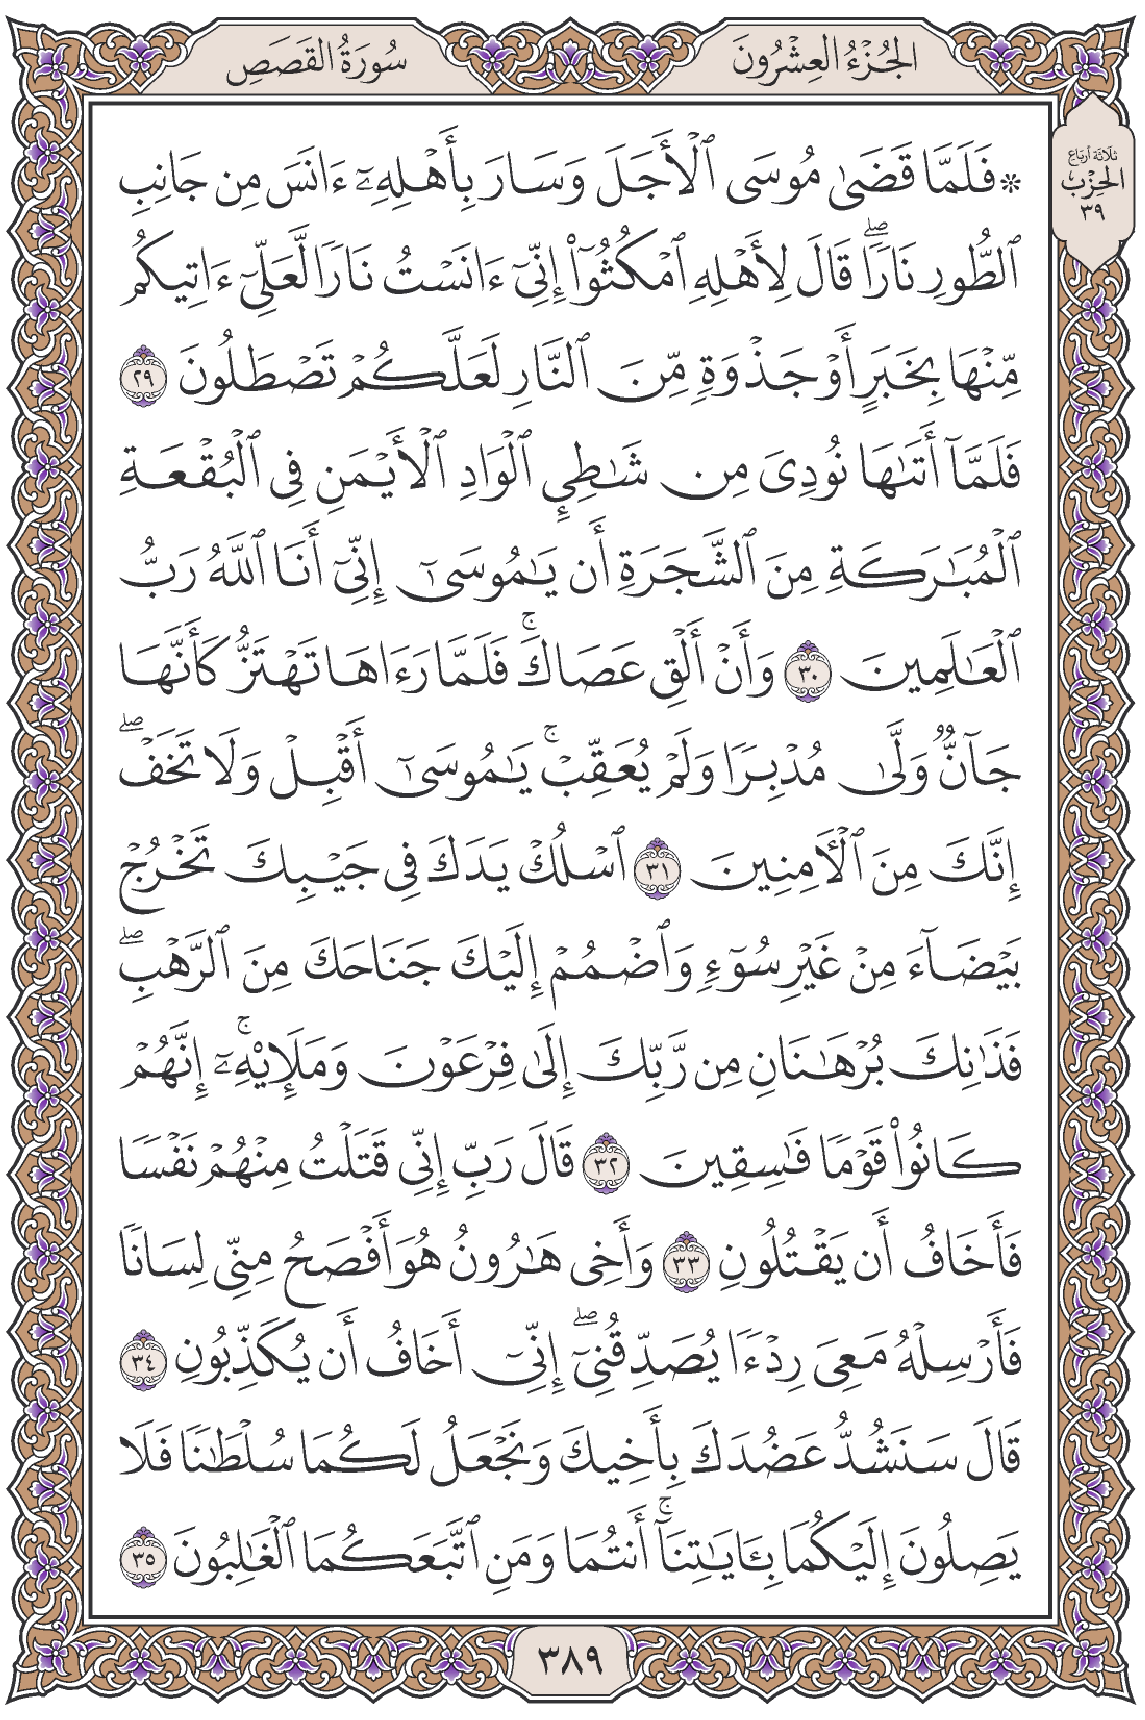 الجُزْءُ العِشْرُونَ
سُورَةُ القَصَصِ
ثلاثة أرباع
الحِزْب
٣٩
۞ فَلَمَّا قَضَىٰ مُوسَى ٱلْأَجَلَ وَسَارَ بِأَهْلِهِۦٓ ءَانَسَ مِن جَانِبِ
ٱلطُّورِ نَارًاۖ قَالَ لِأَهْلِهِ ٱمْكُثُوٓا۟ إِنِّىٓ ءَانَسْتُ نَارًا لَّعَلِّىٓ ءَاتِيكُم
مِّنْهَا بِخَبَرٍ أَوْ جَذْوَةٍ مِّنَ ٱلنَّارِ لَعَلَّكُمْ تَصْطَلُونَ ٢٩
فَلَمَّآ أَتَىٰهَا نُودِىَ مِن شَٰطِئِ ٱلْوَادِ ٱلْأَيْمَنِ فِى ٱلْبُقْعَةِ
ٱلْمُبَٰرَكَةِ مِنَ ٱلشَّجَرَةِ أَن يَٰمُوسَىٰٓ إِنِّىٓ أَنَا ٱللَّهُ رَبُّ
ٱلْعَٰلَمِينَ ٣٠ وَأَنْ أَلْقِ عَصَاكَۚ فَلَمَّا رَءَاهَا تَهْتَزُّ كَأَنَّهَا
جَآنٌّ وَلَّىٰ مُدْبِرًا وَلَمْ يُعَقِّبْۚ يَٰمُوسَىٰٓ أَقْبِلْ وَلَا تَخَفْۖ
إِنَّكَ مِنَ ٱلْءَامِنِينَ ٣١ ٱسْلُكْ يَدَكَ فِى جَيْبِكَ تَخْرُجْ
بَيْضَآءَ مِنْ غَيْرِ سُوٓءٍ وَٱضْمُمْ إِلَيْكَ جَنَاحَكَ مِنَ ٱلرَّهْبِۖ
فَذَٰنِكَ بُرْهَٰنَانِ مِن رَّبِّكَ إِلَىٰ فِرْعَوْنَ وَمَلَإِي۟هِۦٓۚ إِنَّهُمْ
كَانُوا۟ قَوْمًا فَٰسِقِينَ ٣٢ قَالَ رَبِّ إِنِّى قَتَلْتُ مِنْهُمْ نَفْسًا
فَأَخَافُ أَن يَقْتُلُونِ ٣٣ وَأَخِى هَٰرُونُ هُوَ أَفْصَحُ مِنِّى لِسَانًا
فَأَرْسِلْهُ مَعِىَ رِدْءًا يُصَدِّقُنِىٓۖ إِنِّىٓ أَخَافُ أَن يُكَذِّبُونِ ٣٤
قَالَ سَنَشُدُّ عَضُدَكَ بِأَخِيكَ وَنَجْعَلُ لَكُمَا سُلْطَٰنًا فَلَا
يَصِلُونَ إِلَيْكُمَا بِـَٔايَٰتِنَآۚ أَنتُمَا وَمَنِ ٱتَّبَعَكُمَا ٱلْغَٰلِبُونَ ٣٥
٣٨٩